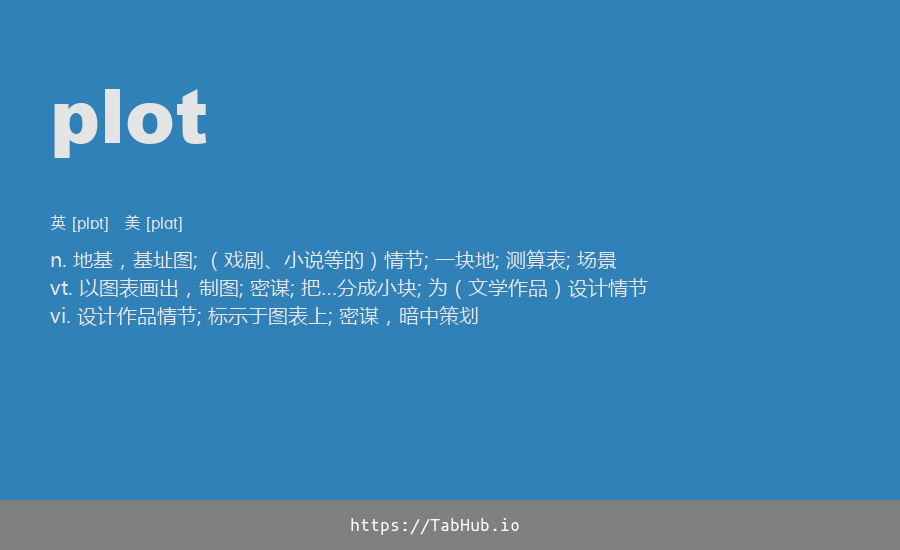 plot
英 [plɒt] 美 [plɑt]
n. 地基，基址图; （戏剧、小说等的）情节; 一块地; 测算表; 场景
vt. 以图表画出，制图; 密谋; 把...分成小块; 为（文学作品）设计情节
vi. 设计作品情节; 标示于图表上; 密谋，暗中策划
https://TabHub.io